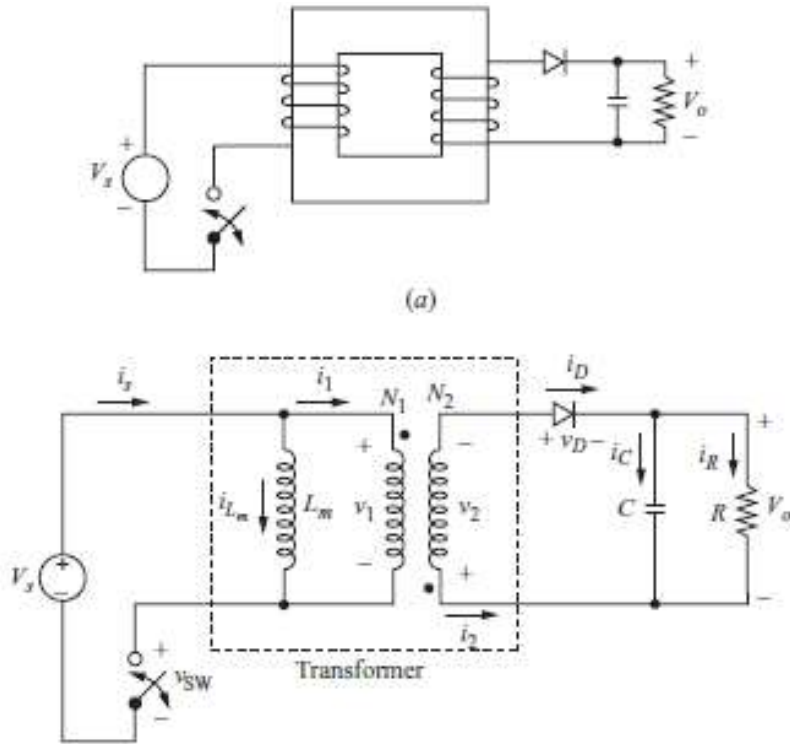 +
V_s
−
+
V_o
−
(a)
i_s
i_1
N_1
N_2
i_D
+
−
+ v_D −
i_C
i_R
+
i_{L_m}
L_m
v_1
v_2
C
R
V_o
V_s
+
−
−
+
−
i_2
+
v_SW
−
Transformer